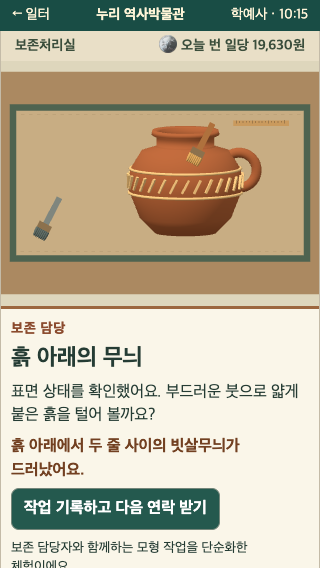 ← 일터 누리 역사박물관 학예사 · 10:15
보존처리실 오늘 번 일당 19,630원
보존 담당
흙 아래의 무늬
표면 상태를 확인했어요. 부드러운 붓으로 얇게
붙은 흙을 털어 볼까요?
흙 아래에서 두 줄 사이의 빗살무늬가
드러났어요.
작업 기록하고 다음 연락 받기
보존 담당자와 함께하는 모형 작업을 단순화한
체험이에요